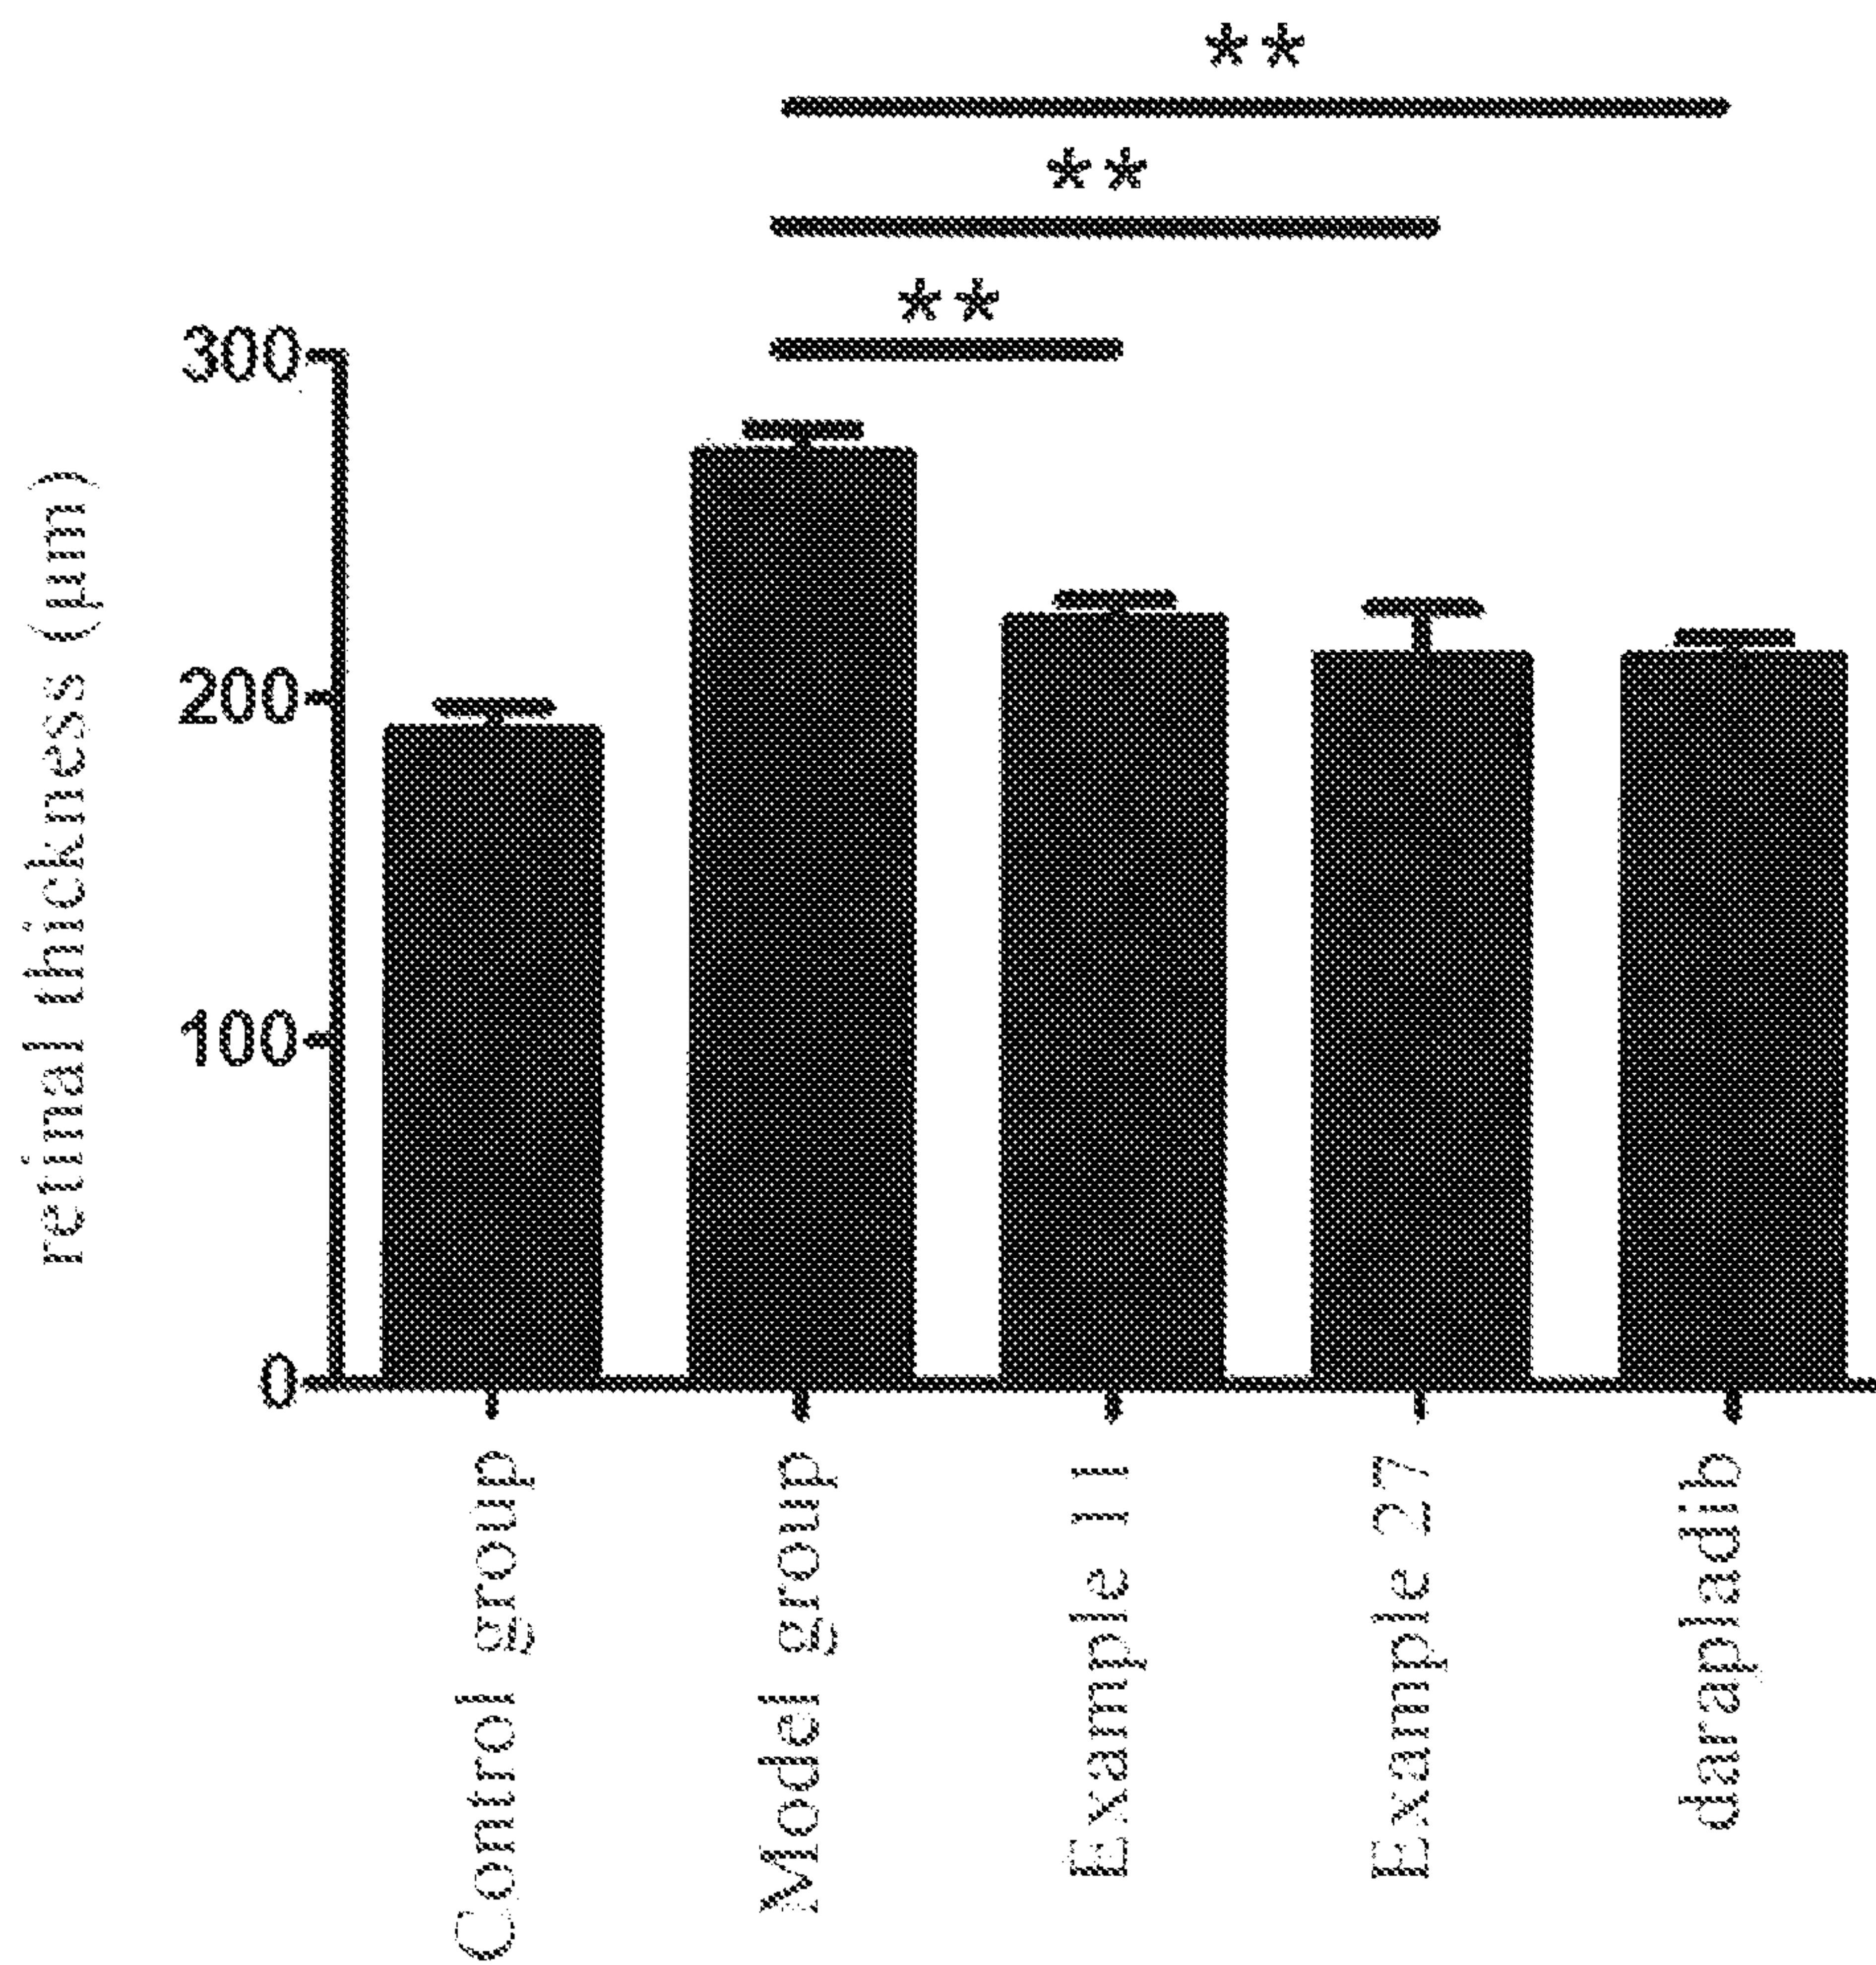 **
**
**
300
200
100
0
retinal thickness (μm)
Control group
Model group
Example 11
Example 27
darapladib